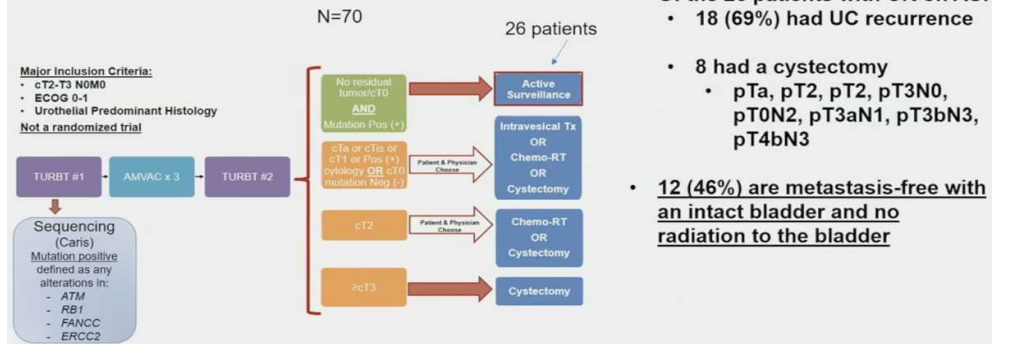 N=70
26 patients
Major Inclusion Criteria:
• cT2-T3 N0M0
• ECOG 0-1
• Urothelial Predominant Histology
Not a randomized trial
TURBT #1
AMVAC x 3
TURBT #2
Sequencing
(Caris)
Mutation positive
defined as any
alterations in:
- ATM
- RB1
- FANCC
- ERCC2
No residual
tumor/cT0
AND
Mutation Pos (+)
Active
Surveillance
cTa or cTis or
cT1 or Pos (+)
cytology OR cT0
mutation Neg (-)
Patient & Physician
Choose
Intravesical Tx
OR
Chemo-RT
OR
Cystectomy
cT2
Patient & Physician
Choose
Chemo-RT
OR
Cystectomy
≥cT3
Cystectomy
• 18 (69%) had UC recurrence
• 8 had a cystectomy
• pTa, pT2, pT2, pT3N0,
pT0N2, pT3aN1, pT3bN3,
pT4bN3
• 12 (46%) are metastasis-free with
an intact bladder and no
radiation to the bladder